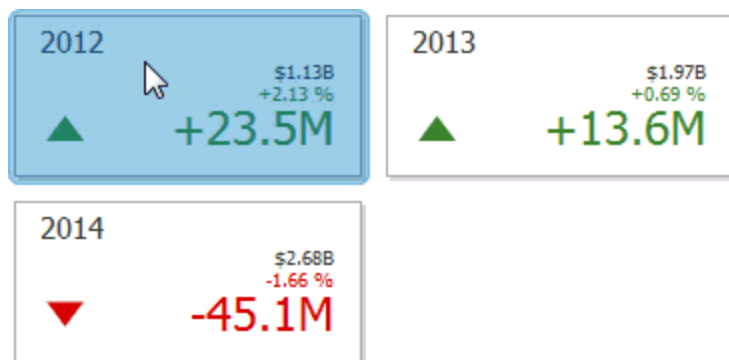 2012
$1.13B
+2.13 %
+23.5M
2013
$1.97B
+0.69 %
+13.6M
2014
$2.68B
-1.66 %
-45.1M